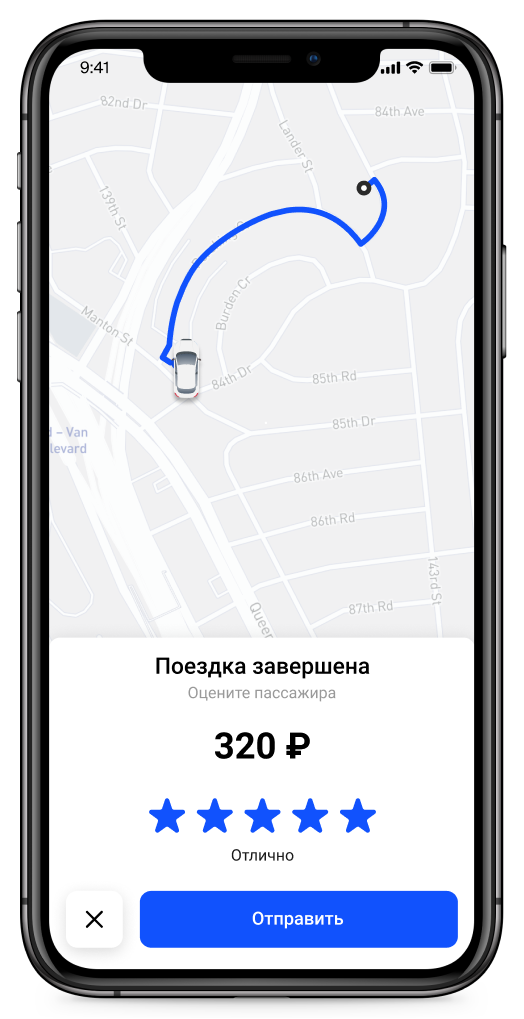 9:41
82nd Dr
84th Ave
Lander St
139th St
Burden Cr
Manton St
84th Dr
85th Rd
85th Dr
– Van
levard
86th Ave
86th Rd
143rd St
87th Rd
Quee
Поездка завершена
Оцените пассажира
320 ₽
Отлично
Отправить